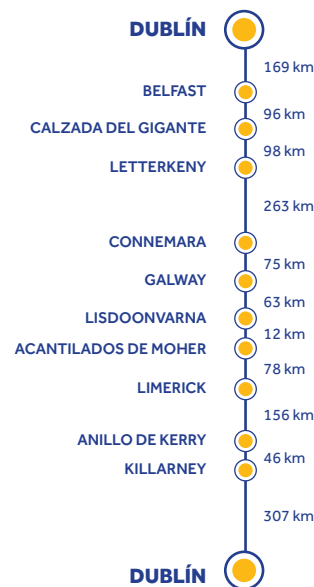 DUBLÍN
169 km
BELFAST
96 km
CALZADA DEL GIGANTE
98 km
LETTERKENY
263 km
CONNEMARA
75 km
GALWAY
63 km
LISDOONVARNA
12 km
ACANTILADOS DE MOHER
78 km
LIMERICK
156 km
ANILLO DE KERRY
46 km
KILLARNEY
307 km
DUBLÍN